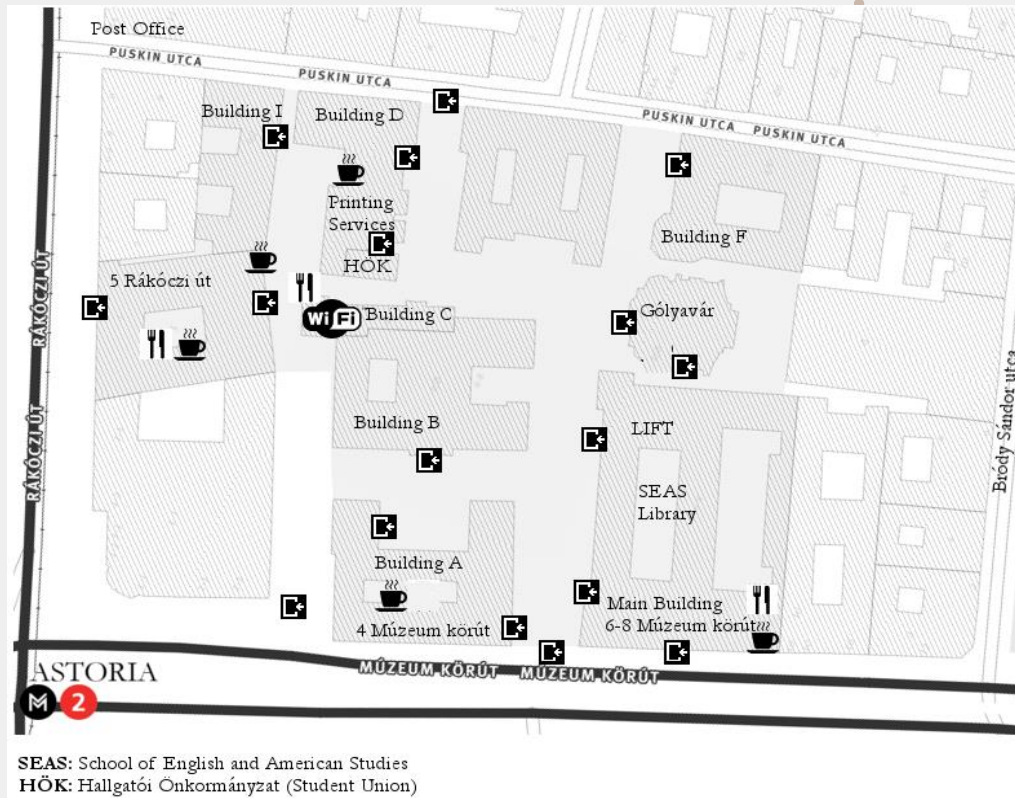 Post Office
PUSKIN UTCA
PUSKIN UTCA
PUSKIN UTCA PUSKIN UTCA
Building I
Building D
Printing
Services
HÖK
Building F
5 Rákóczi út
RÁKÓCZI ÚT
WiFi
Building C
Gólyavár
Building B
LIFT
RÁKÓCZI ÚT
SEAS
Library
Bródy Sándor utca
Building A
Main Building
6-8 Múzeum körút
4 Múzeum körút
MÚZEUM KÖRÚT MÚZEUM KÖRÚT
ASTORIA
M 2
SEAS: School of English and American Studies
HÖK: Hallgatói Önkormányzat (Student Union)